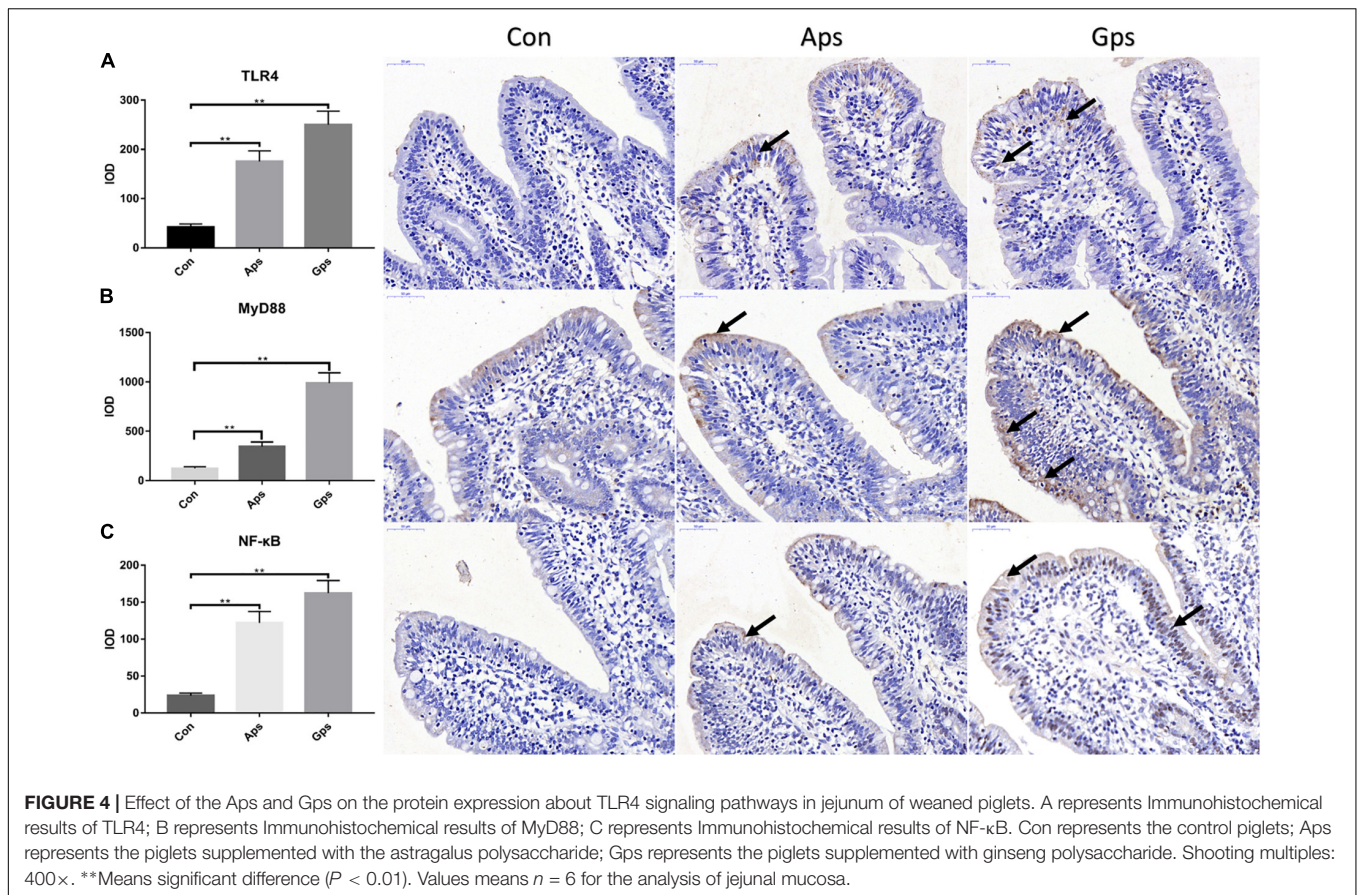 Con Aps Gps
A
TLR4
300
200
100
0
IOD
**
**
Con Aps Gps
B
MyD88
1500
1000
500
0
IOD
**
**
Con Aps Gps
C
NF-κB
200
150
100
50
0
IOD
**
**
Con Aps Gps
FIGURE 4 | Effect of the Aps and Gps on the protein expression about TLR4 signaling pathways in jejunum of weaned piglets. A represents Immunohistochemical
results of TLR4; B represents Immunohistochemical results of MyD88; C represents Immunohistochemical results of NF-κB. Con represents the control piglets; Aps
represents the piglets supplemented with the astragalus polysaccharide; Gps represents the piglets supplemented with ginseng polysaccharide. Shooting multiples:
400×. **Means significant difference (P < 0.01). Values means n = 6 for the analysis of jejunal mucosa.